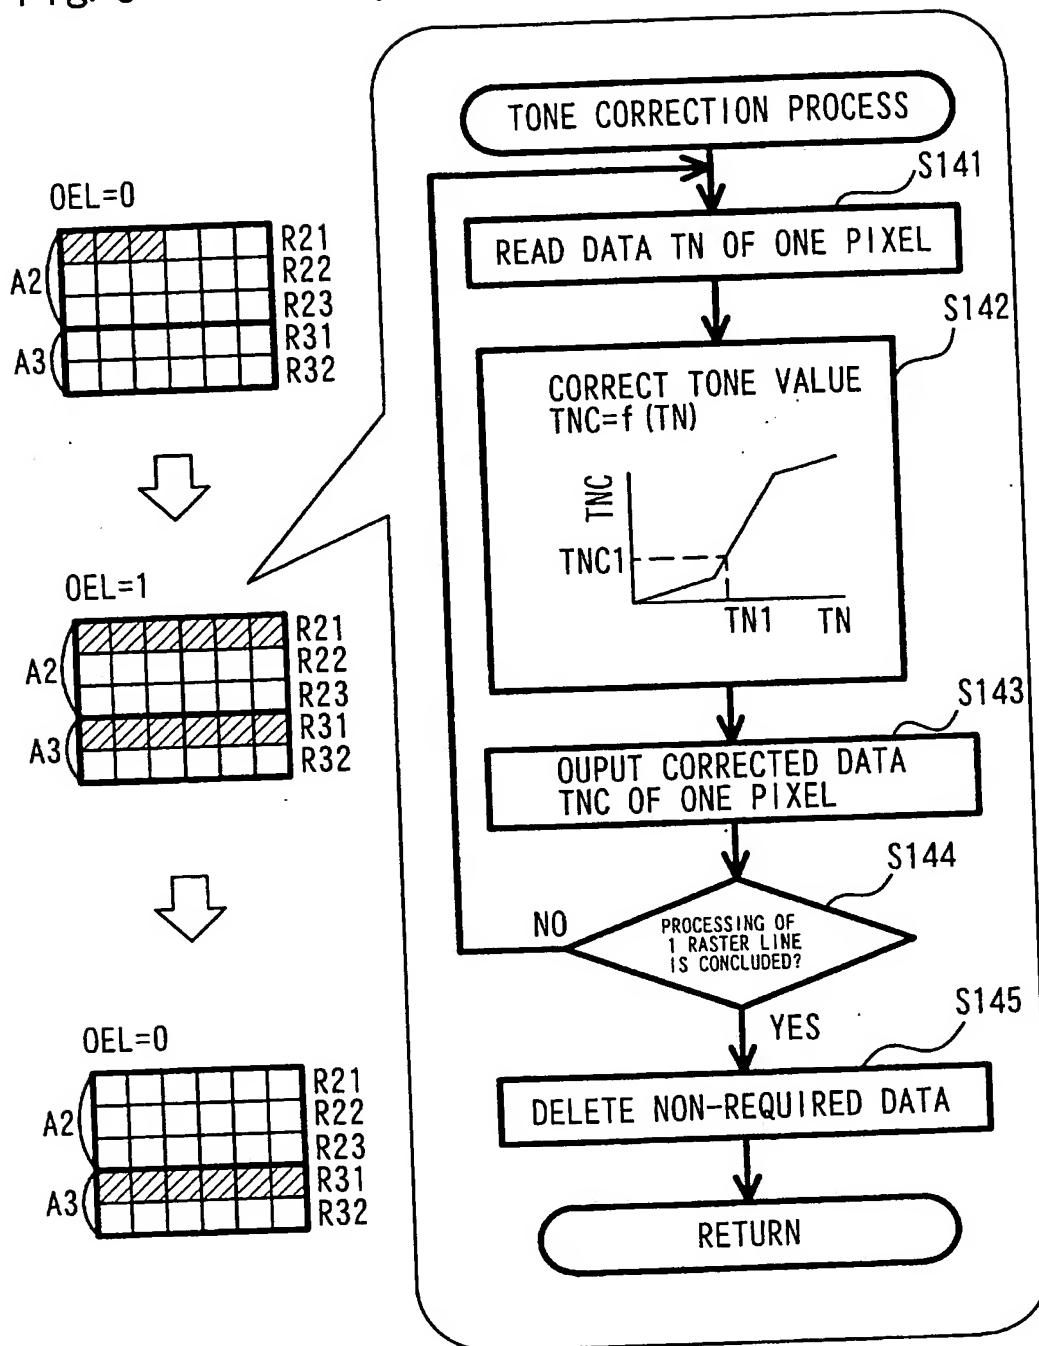 OEL=0
A2
A3
R21
R22
R23
R31
R32
OEL=1
A2
A3
R21
R22
R23
R31
R32
OEL=0
A2
A3
R21
R22
R23
R31
R32
TONE CORRECTION PROCESS
S141
READ DATA TN OF ONE PIXEL
S142
CORRECT TONE VALUE
TNC=f(TN)
TNC
TNC1
TN1
TN
S143
OUPUT CORRECTED DATA
TNC OF ONE PIXEL
S144
PROCESSING OF
1 RASTER LINE
IS CONCLUDED?
NO
YES
S145
DELETE NON-REQUIRED DATA
RETURN